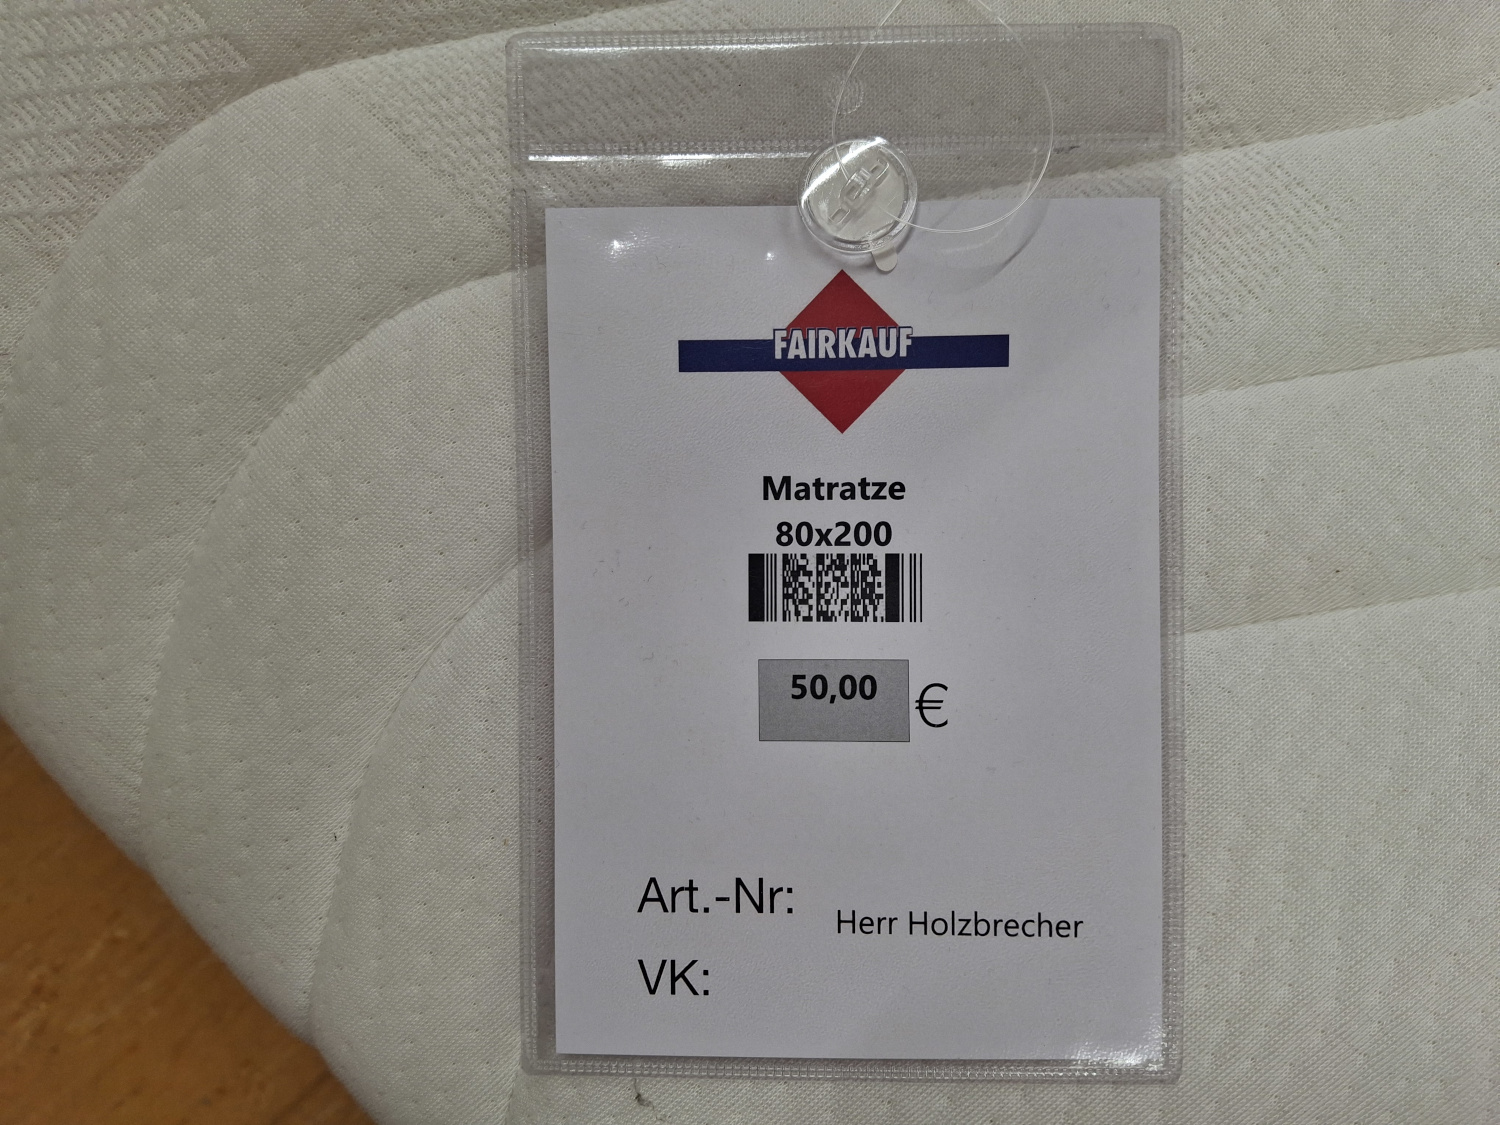 FAIRKAUF
Matratze
80x200
50,00 €
Art.-Nr: Herr Holzbrecher
VK: